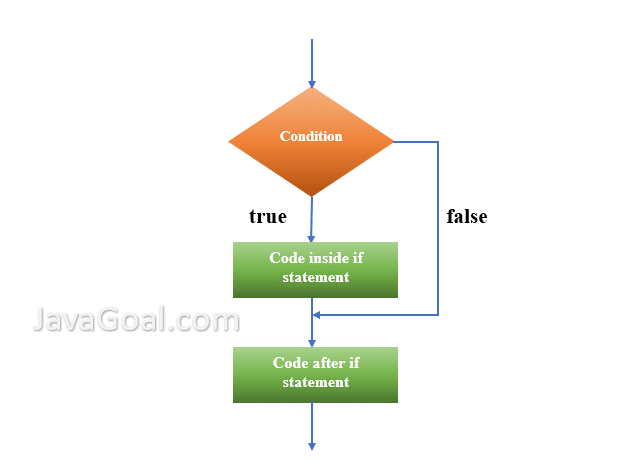 Condition
true
false
Code inside if
statement
JavaGoal.com
Code after if
statement